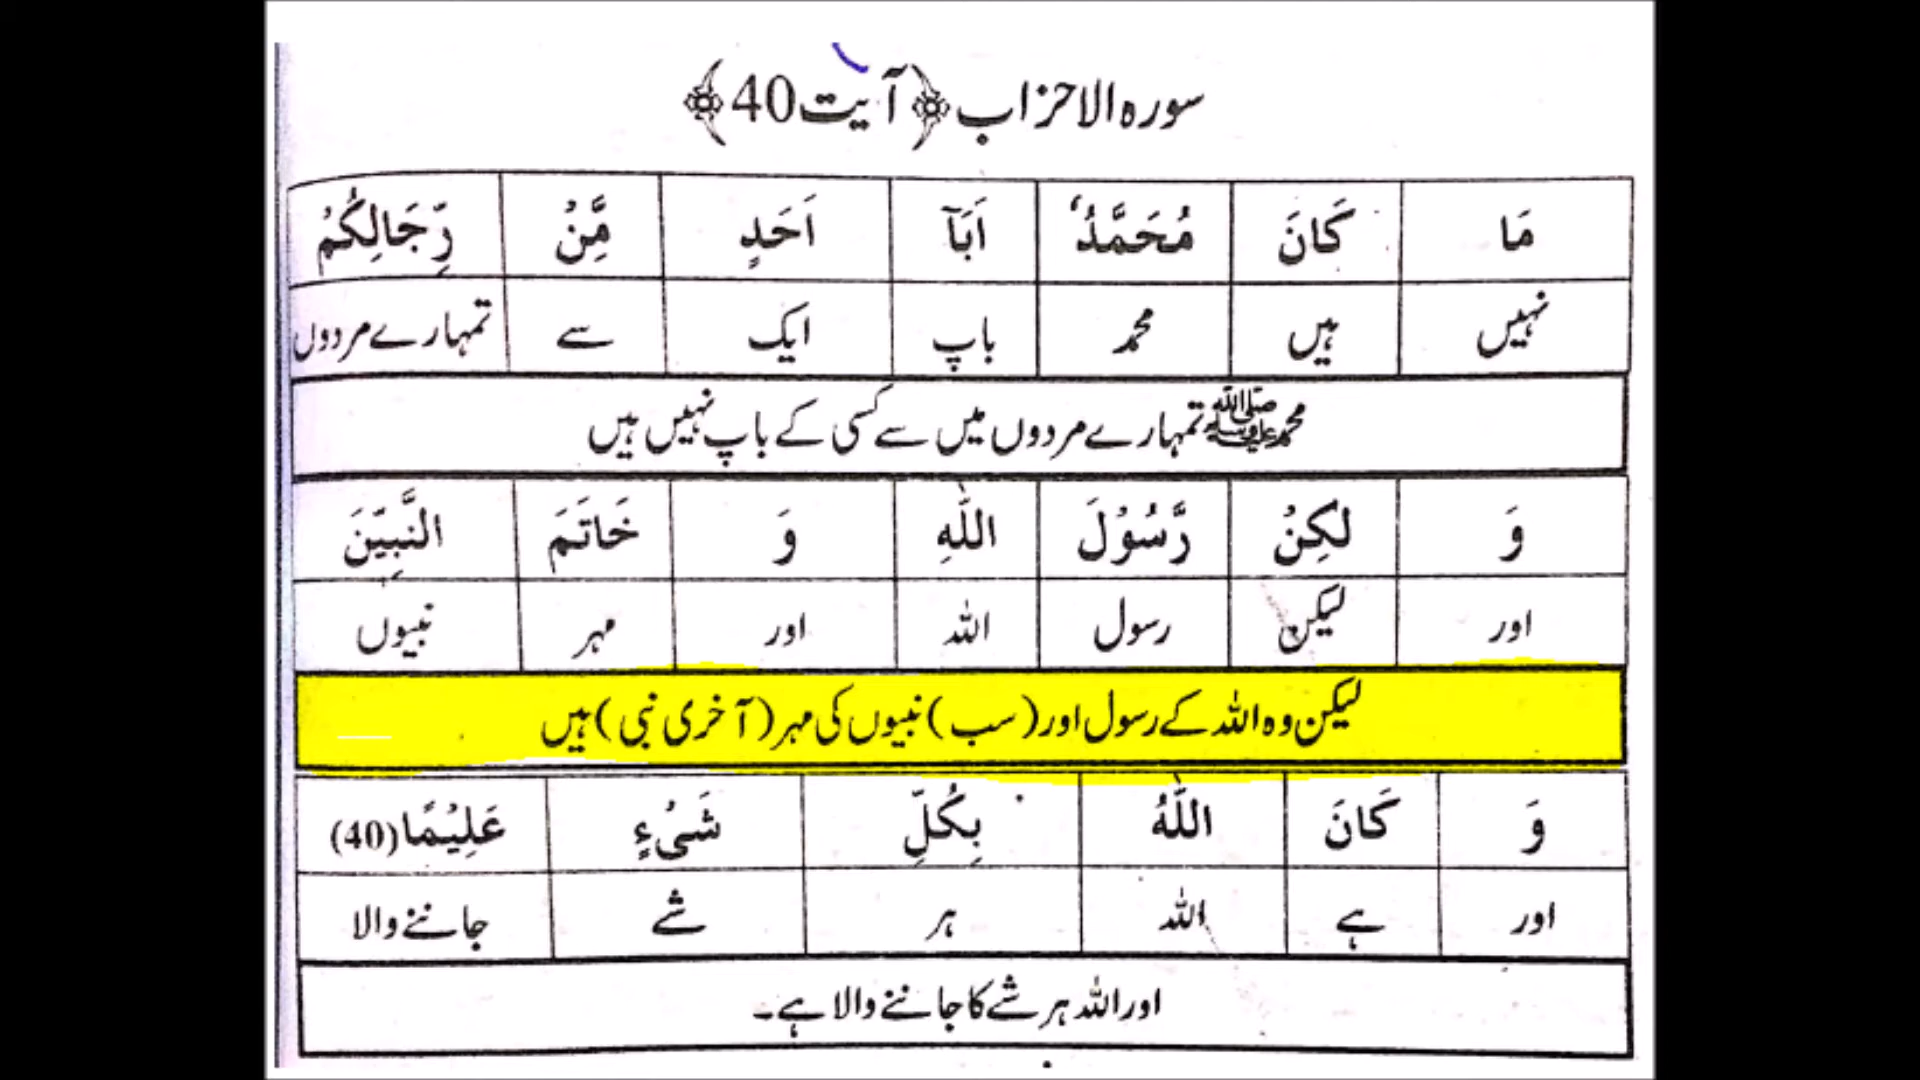 سورہ الاحزاب ﴿آیت 40﴾
مَا كَانَ مُحَمَّدٌ اَبَآ اَحَدٍ مِّنْ رِّجَالِكُمْ
نہیں ہیں محمد باپ ایک سے تمہارے مردوں
محمد ﷺ تمہارے مردوں میں سے کسی کے باپ نہیں ہیں
وَ لٰكِنْ رَّسُوْلَ اللّٰهِ وَ خَاتَمَ النَّبِيّٖنَ
اور لیکن رسول اللہ اور مہر نبیوں
لیکن وہ اللہ کے رسول اور (سب) نبیوں کی مہر (آخری نبی) ہیں
وَ كَانَ اللّٰهُ بِكُلِّ شَىْءٍ عَلِيْمًا (40)
اور ہے اللہ ہر شے جاننے والا
اور اللہ ہر شے کا جاننے والا ہے۔